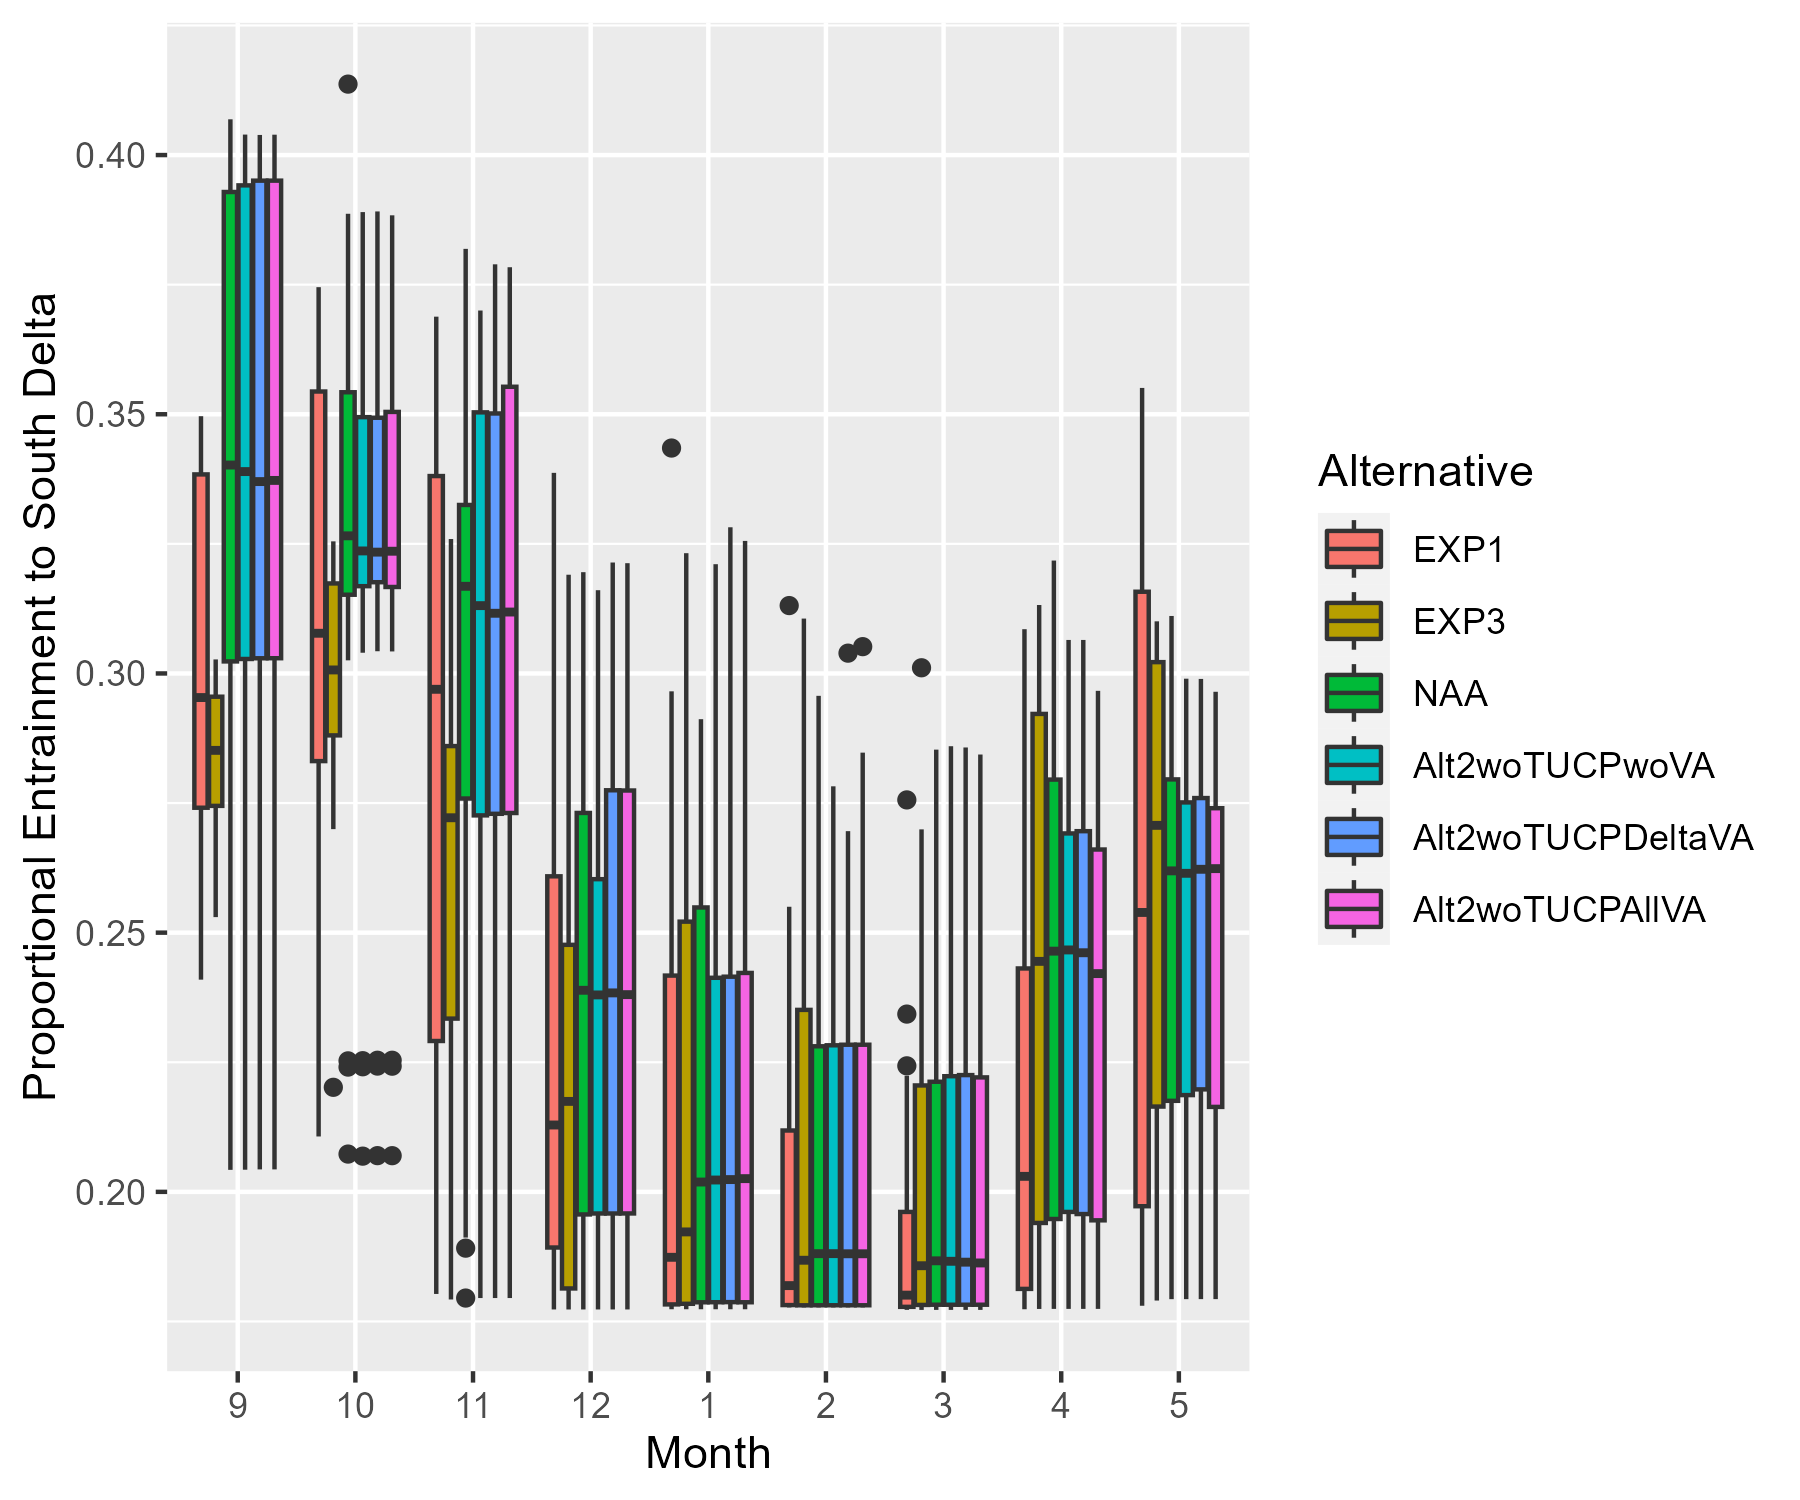 Proportional Entrainment to South Delta
0.40
0.35
0.30
0.25
0.20
9 10 11 12 1 2 3 4 5
Month
Alternative
EXP1
EXP3
NAA
Alt2woTUCPwoVA
Alt2woTUCPDeltaVA
Alt2woTUCPAllVA